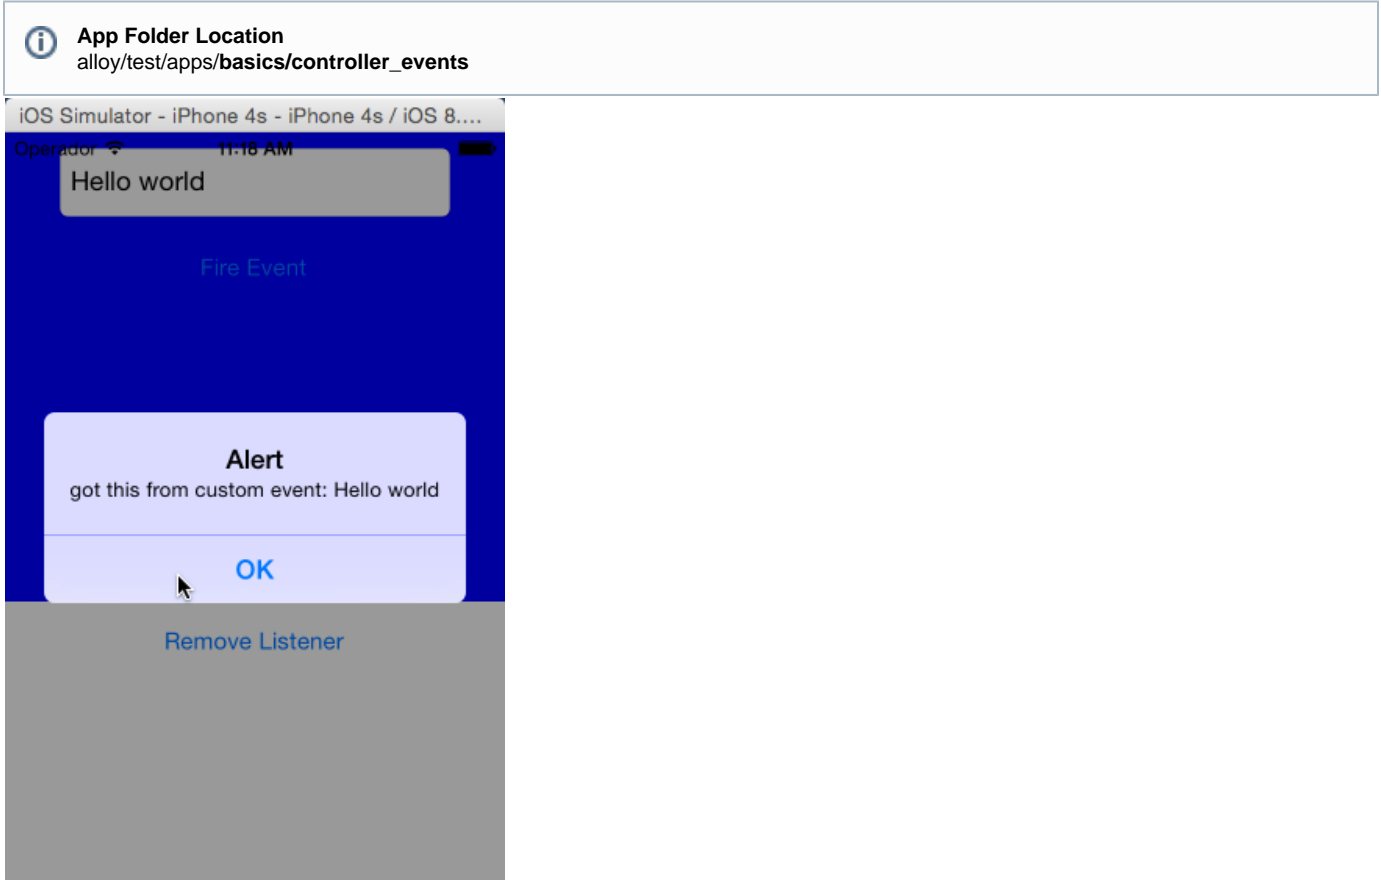 App Folder Location
alloy/test/apps/basics/controller_events
iOS Simulator - iPhone 4s - iPhone 4s / iOS 8....
Operador 11:18 AM
Hello world
Fire Event
Alert
got this from custom event: Hello world
OK
Remove Listener